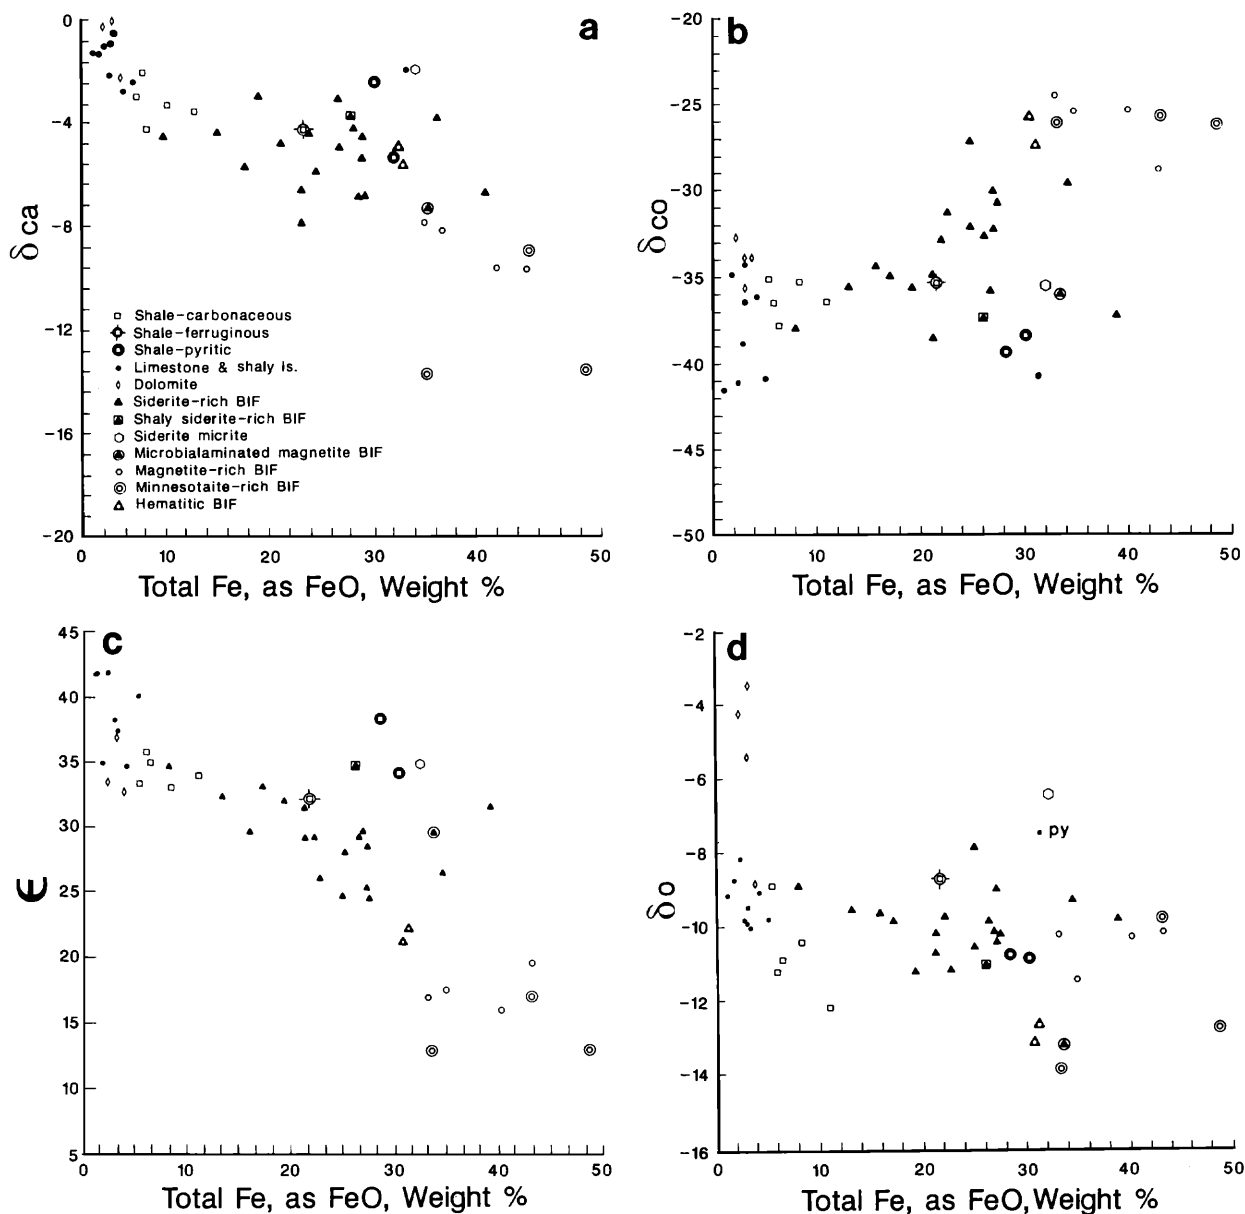 a
0
-4
-8
-12
-16
-20
δ ca
Shale-carbonaceous
Shale-ferruginous
Shale-pyritic
Limestone & shaly ls.
Dolomite
Siderite-rich BIF
Shaly siderite-rich BIF
Siderite micrite
Microbialaminated magnetite BIF
Magnetite-rich BIF
Minnesotaite-rich BIF
Hematitic BIF
0 10 20 30 40 50
Total Fe, as FeO, Weight %
b
-20
-25
-30
-35
-40
-45
-50
δ co
0 10 20 30 40 50
Total Fe, as FeO, Weight %
c
45
40
35
30
25
20
15
10
5
ϵ
0 10 20 30 40 50
Total Fe, as FeO, Weight %
d
-2
-4
-6
-8
-10
-12
-14
-16
δ o
py
0 10 20 30 40 50
Total Fe, as FeO, Weight %